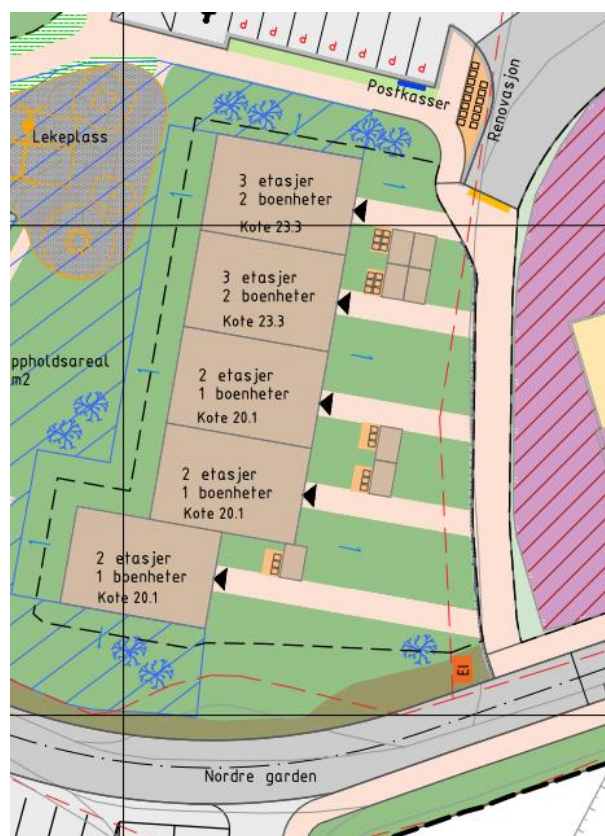 d
d
d
d
d
d
d
Postkasser
Renovasjon
Lekeplass
3 etasjer
2 boenheter
Kote 23.3
3 etasjer
2 boenheter
Kote 23.3
ppholdsareal
m2
2 etasjer
1 boenheter
Kote 20.1
2 etasjer
1 boenheter
Kote 20.1
2 etasjer
1 boenheter
Kote 20.1
El
Nordre garden